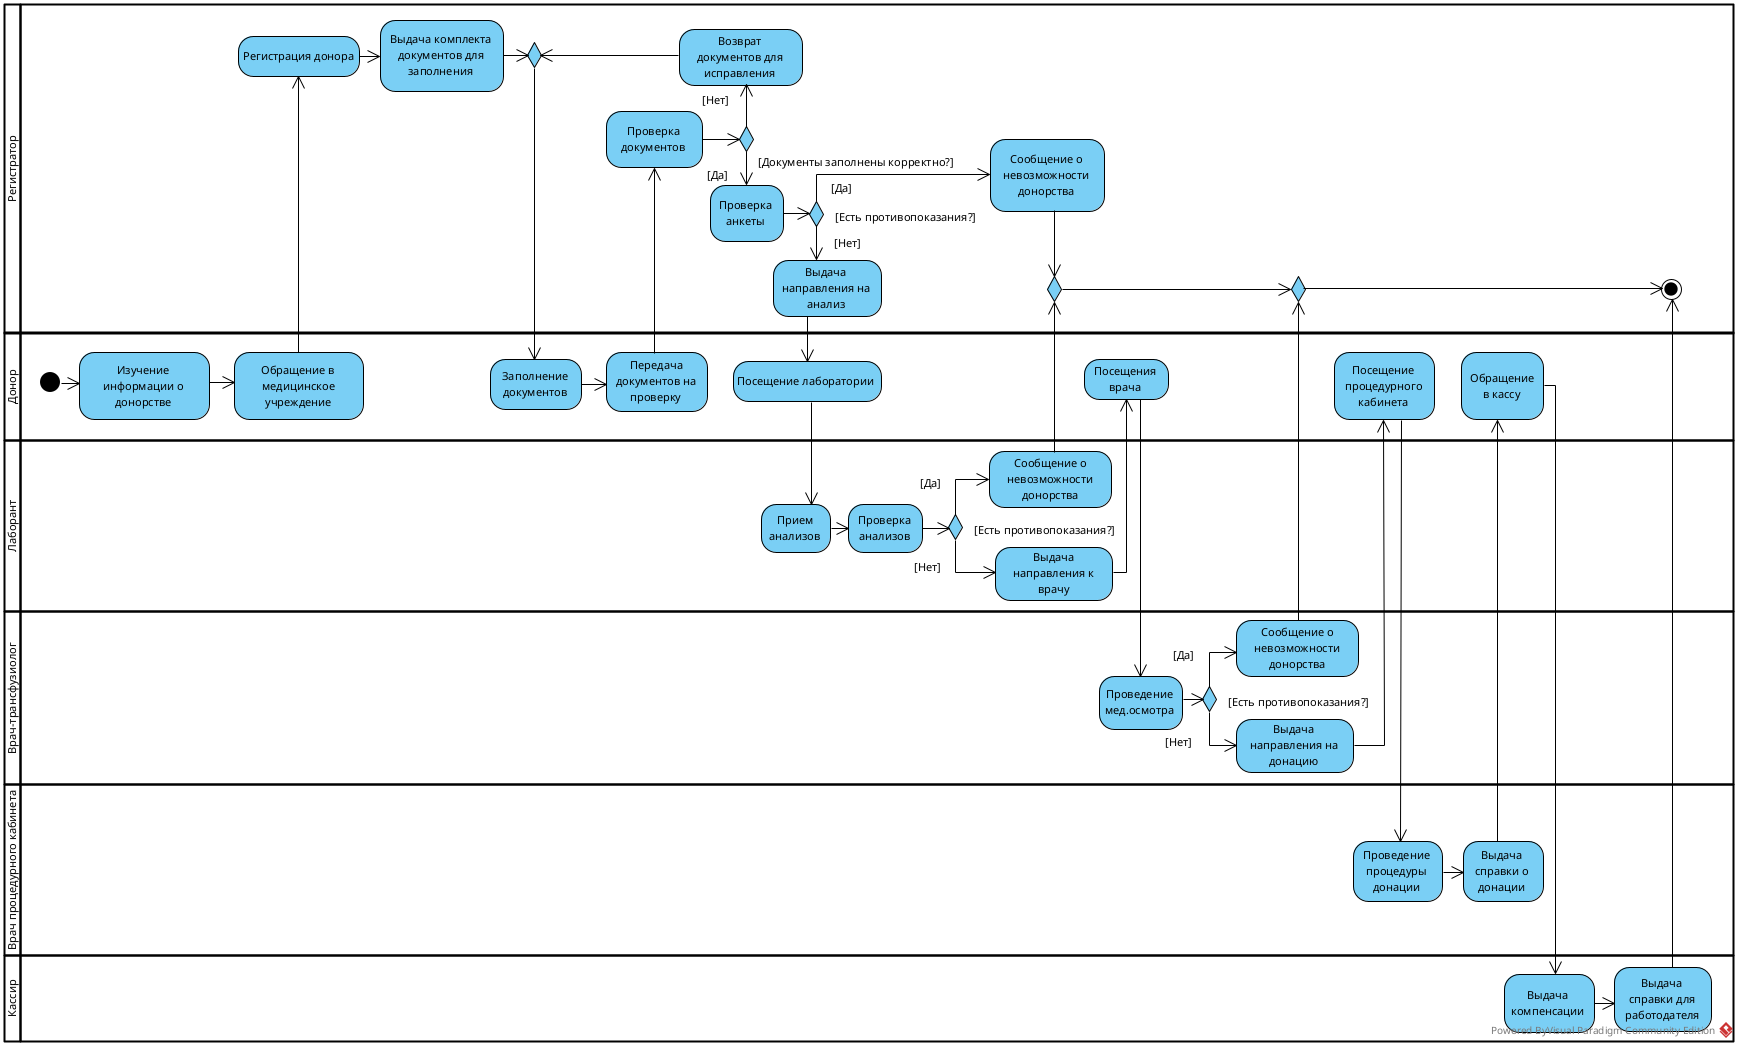 Регистратор
Регистрация донора
Выдача комплекта
документов для
заполнения
Возврат
документов для
исправления
[Нет]
Проверка
документов
[Документы заполнены корректно?]
[Да]
Проверка
анкеты
[Да]
[Есть противопоказания?]
[Нет]
Сообщение о
невозможности
донорства
Выдача
направления на
анализ
Донор
Изучение
информации о
донорстве
Обращение в
медицинское
учреждение
Заполнение
документов
Передача
документов на
проверку
Посещение лаборатории
Посещения
врача
Посещение
процедурного
кабинета
Обращение
в кассу
Лаборант
Прием
анализов
Проверка
анализов
[Да]
[Есть противопоказания?]
[Нет]
Сообщение о
невозможности
донорства
Выдача
направления к
врачу
Врач-трансфузиолог
Проведение
мед.осмотра
[Да]
[Есть противопоказания?]
[Нет]
Сообщение о
невозможности
донорства
Выдача
направления на
донацию
Врач процедурного кабинета
Проведение
процедуры
донации
Выдача
справки о
донации
Кассир
Выдача
компенсации
Выдача
справки для
работодателя
Powered ByVisual Paradigm Community Edition